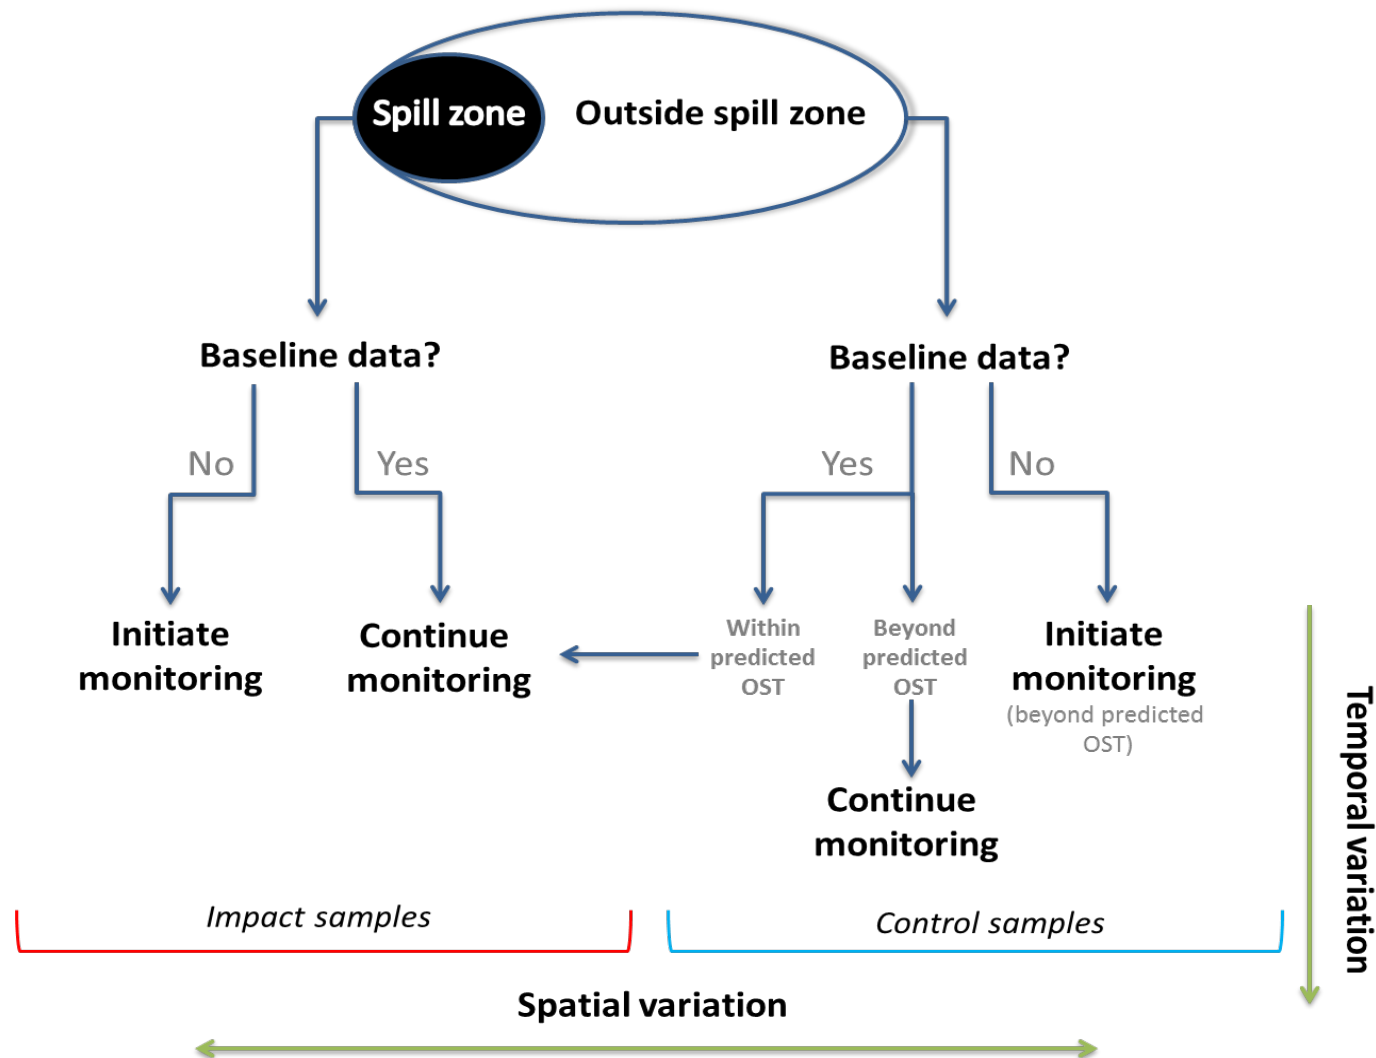 Spill zone
Outside spill zone
Baseline data?
Baseline data?
No
Yes
Yes
No
Initiate
monitoring
Continue
monitoring
Within
predicted
OST
Beyond
predicted
OST
Initiate
monitoring
(beyond predicted
OST)
Continue
monitoring
Temporal variation
Impact samples
Control samples
Spatial variation